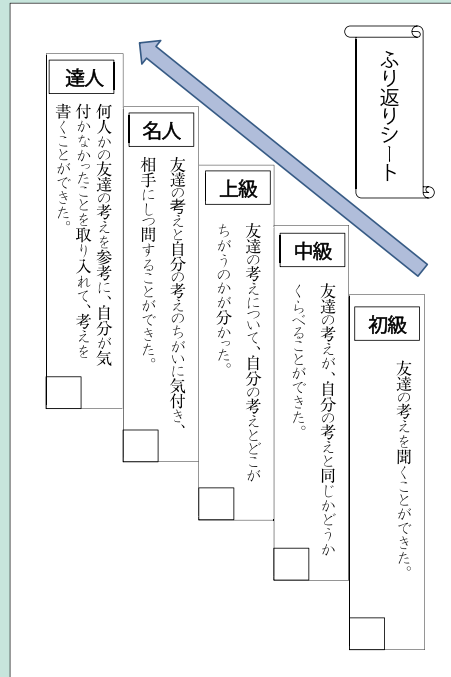 ふり返りシート
初級
友達の考えを聞くことができた。
中級
友達の考えが、自分の考えと同じかどうか
くらべることができた。
上級
友達の考えについて、自分の考えとどこが
ちがうのかが分かった。
名人
友達の考えと自分の考えのちがいに気付き、
相手にしつ問することができた。
達人
何人かの友達の考えを参考に、自分が気
付かなかったことを取り入れて、考えを
書くことができた。